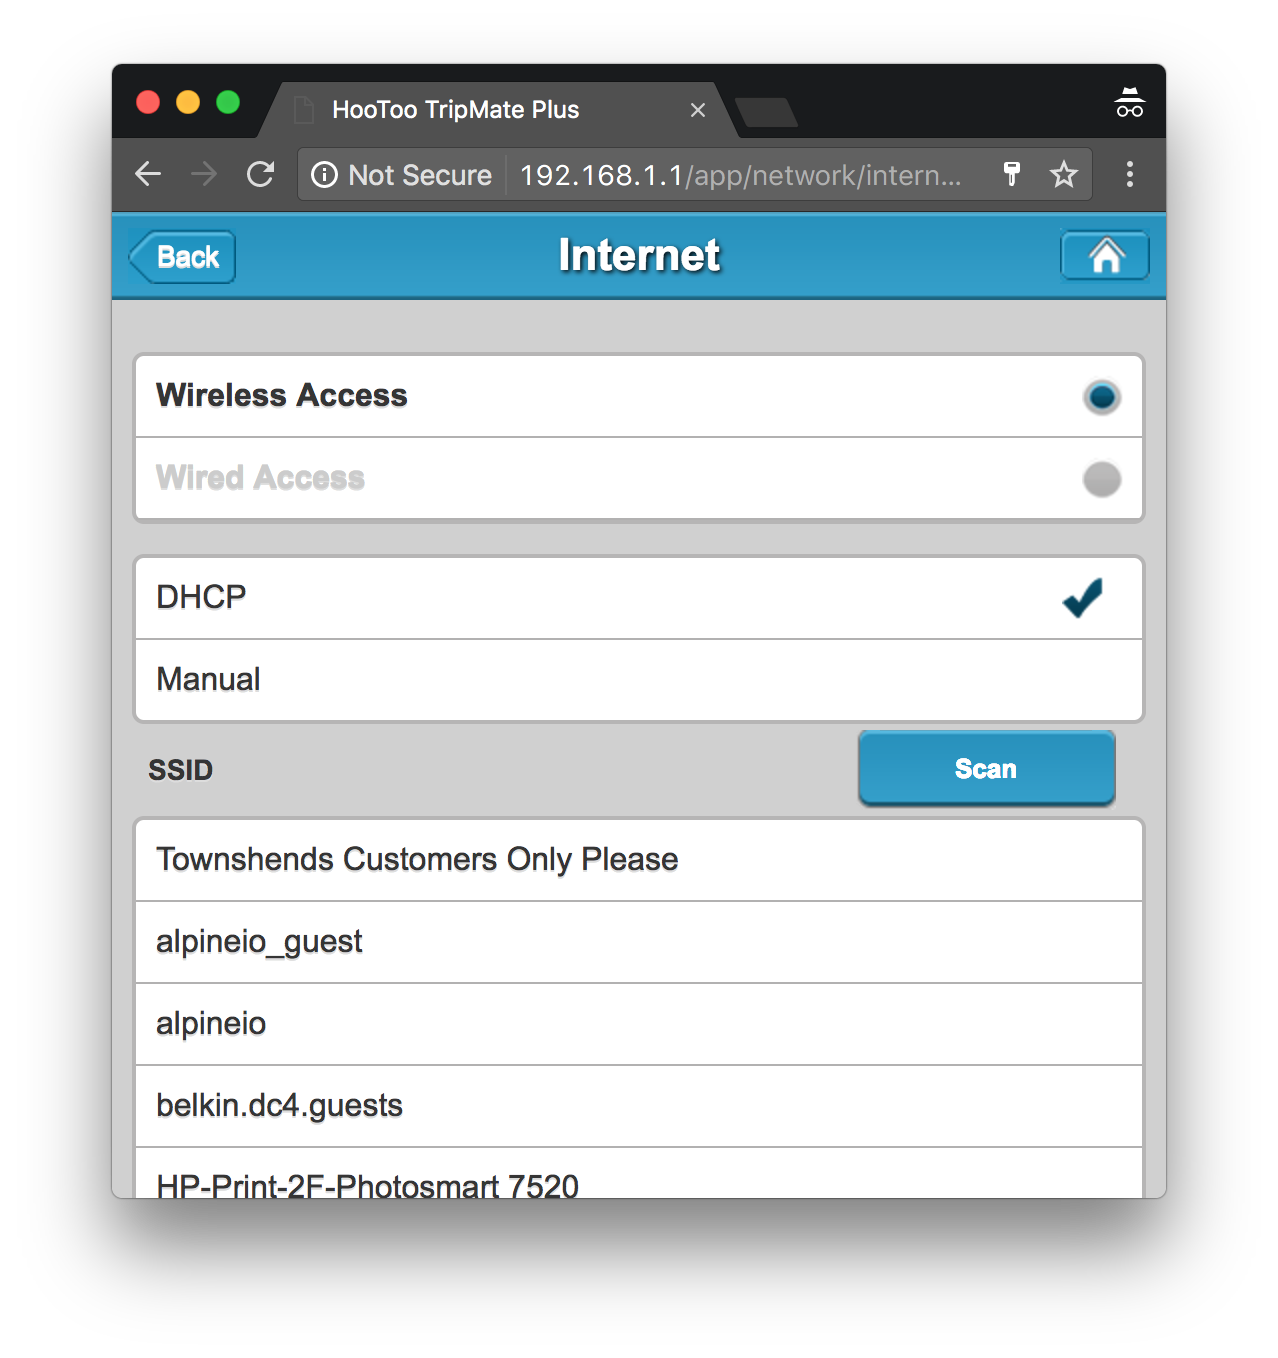 HooToo TripMate Plus
Not Secure 192.168.1.1/app/network/intern...
Back Internet
Wireless Access
Wired Access
DHCP
Manual
SSID Scan
Townshends Customers Only Please
alpineio_guest
alpineio
belkin.dc4.guests
HP-Print-2F-Photosmart 7520